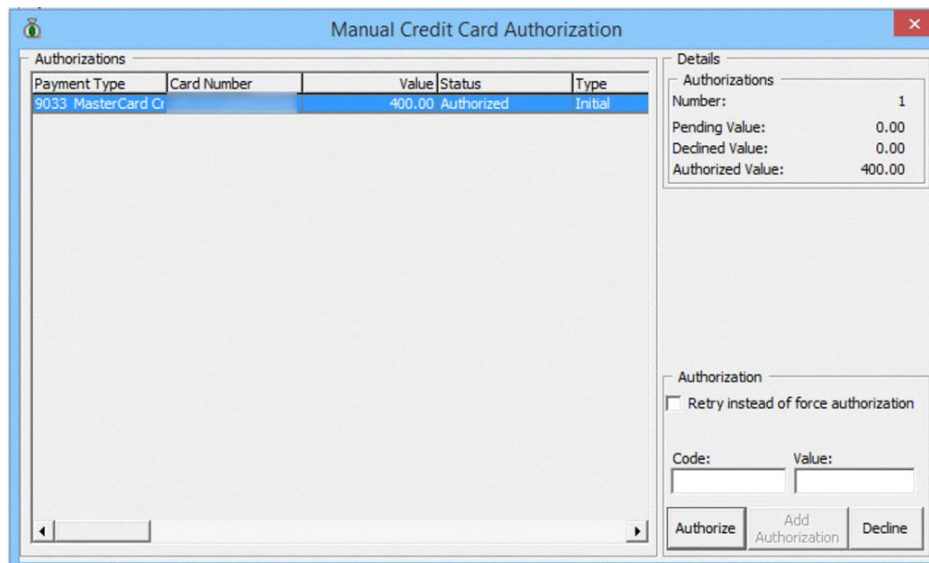 Manual Credit Card Authorization
Authorizations
Payment Type Card Number Value Status Type
9033 MasterCard Cr 400.00 Authorized Initial
Details
Authorizations
Number: 1
Pending Value: 0.00
Declined Value: 0.00
Authorized Value: 400.00
Authorization
Retry instead of force authorization
Code: Value:
Authorize Add Authorization Decline